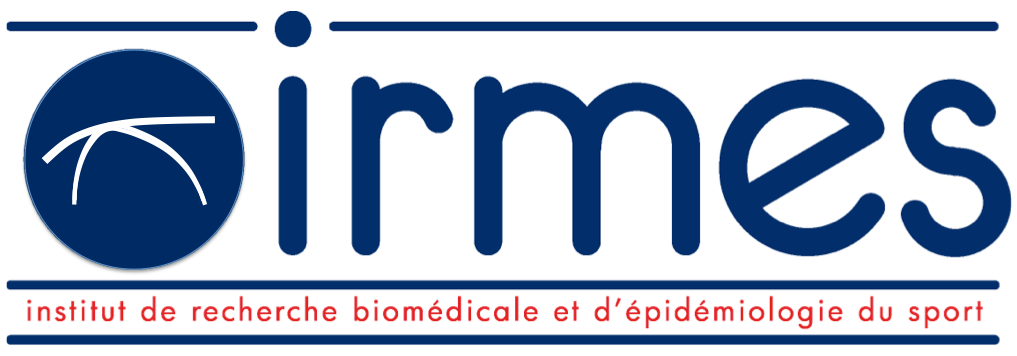 irmes
institut de recherche biomédicale et d'épidémiologie du sport